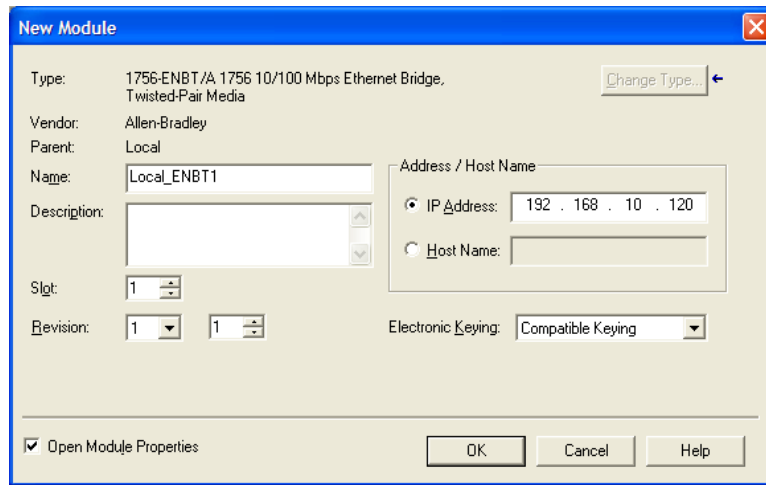 New Module
Type: 1756-ENBT/A 1756 10/100 Mbps Ethernet Bridge,
Twisted-Pair Media
Change Type...
Vendor: Allen-Bradley
Parent: Local
Name: Local_ENBT1
Description:
Address / Host Name
IP Address: 192 . 168 . 10 . 120
Host Name:
Slot: 1
Revision: 1 1
Electronic Keying: Compatible Keying
Open Module Properties
OK Cancel Help